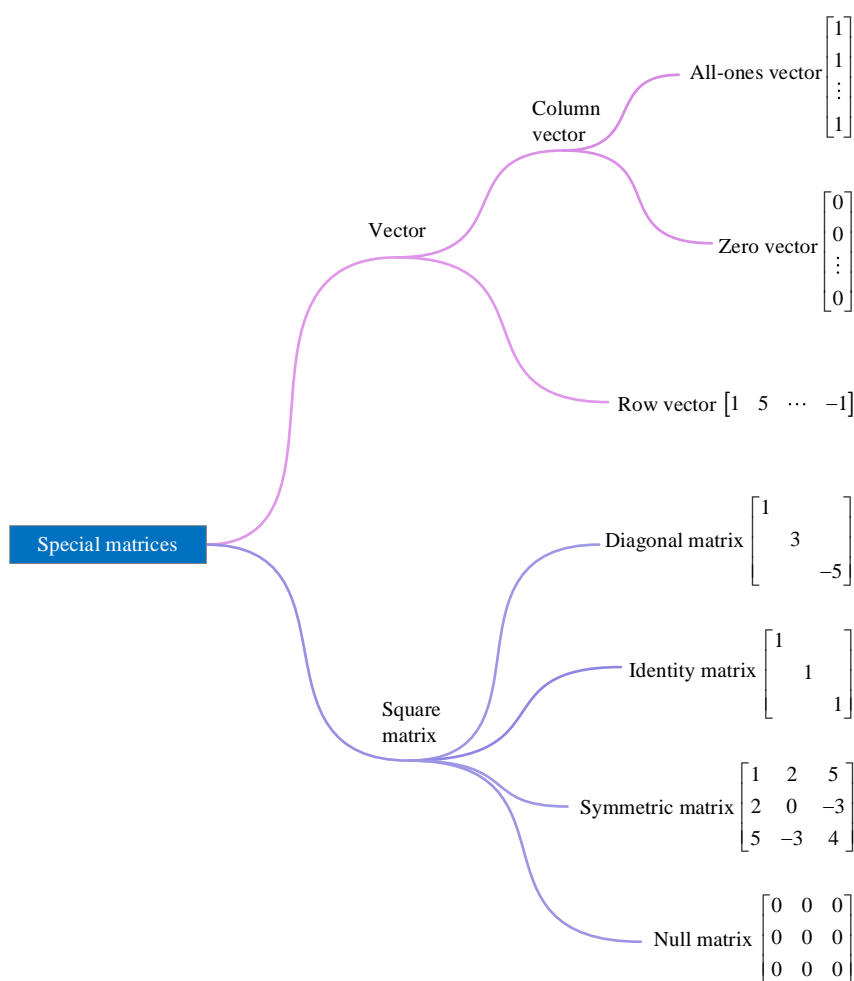 All-ones vector [1 1 ⋮ 1]
Column
vector
Zero vector [0 0 ⋮ 0]
Vector
Row vector [1 5 ⋯ −1]
Special matrices
Diagonal matrix [1
3
−5]
Identity matrix [1
1
1]
Square
matrix
Symmetric matrix
1 2 5
2 0 −3
5 −3 4
Null matrix
0 0 0
0 0 0
0 0 0